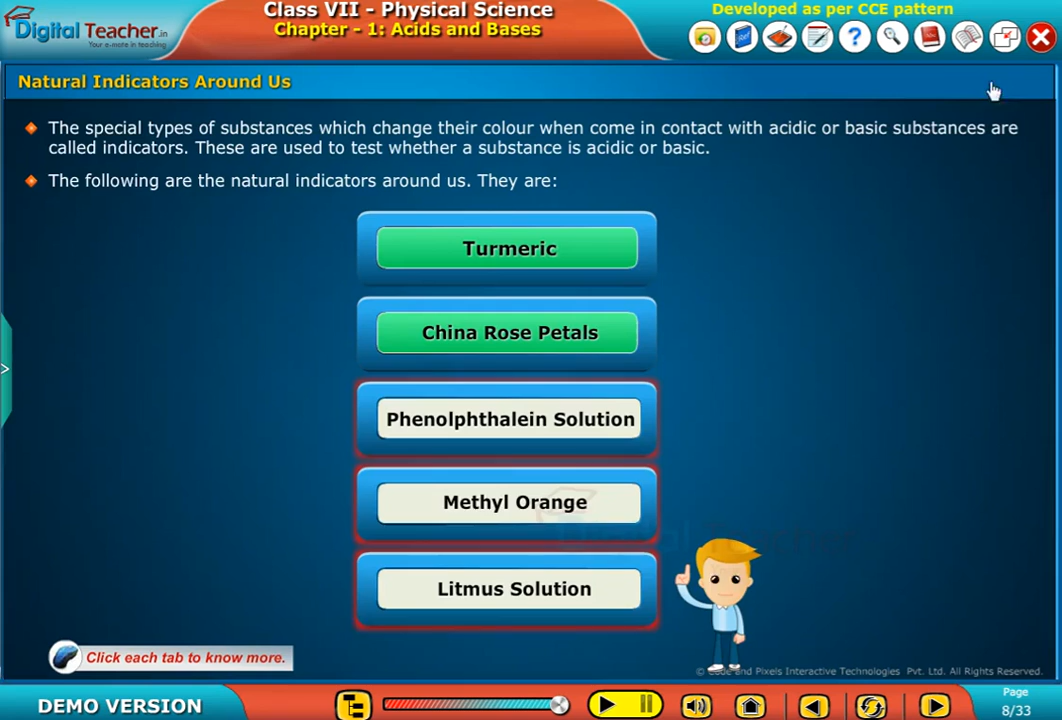 Digital Teacher.in
Your e-mate in teaching
Class VII - Physical Science
Chapter - 1: Acids and Bases
Developed as per CCE pattern
Natural Indicators Around Us
The special types of substances which change their colour when come in contact with acidic or basic substances are
called indicators. These are used to test whether a substance is acidic or basic.
The following are the natural indicators around us. They are:
Turmeric
China Rose Petals
Phenolphthalein Solution
Methyl Orange
Litmus Solution
Click each tab to know more.
© Code and Pixels Interactive Technologies Pvt. Ltd. All Rights Reserved.
DEMO VERSION
Page
8/33